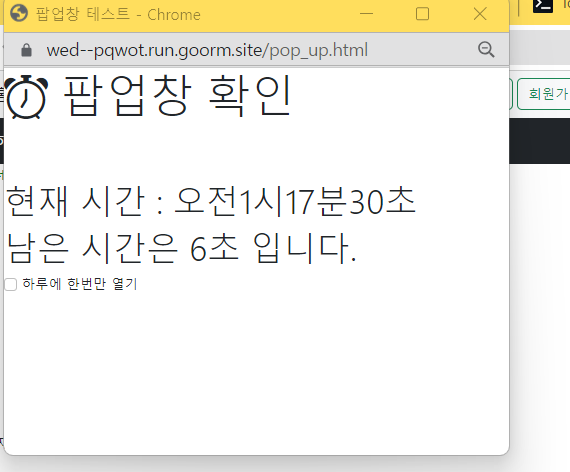 팝업창 테스트 - Chrome
wed--pqwot.run.goorm.site/pop_up.html
회원가
팝업창 확인
현재 시간 : 오전1시17분30초
남은 시간은 6초 입니다.
하루에 한번만 열기